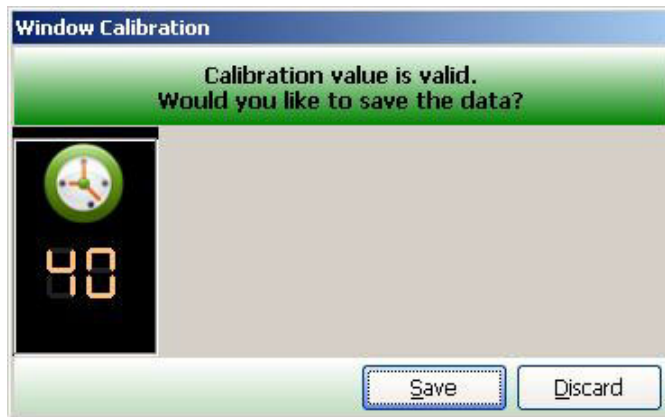 Window Calibration
Calibration value is valid.
Would you like to save the data?
40
Save
Discard